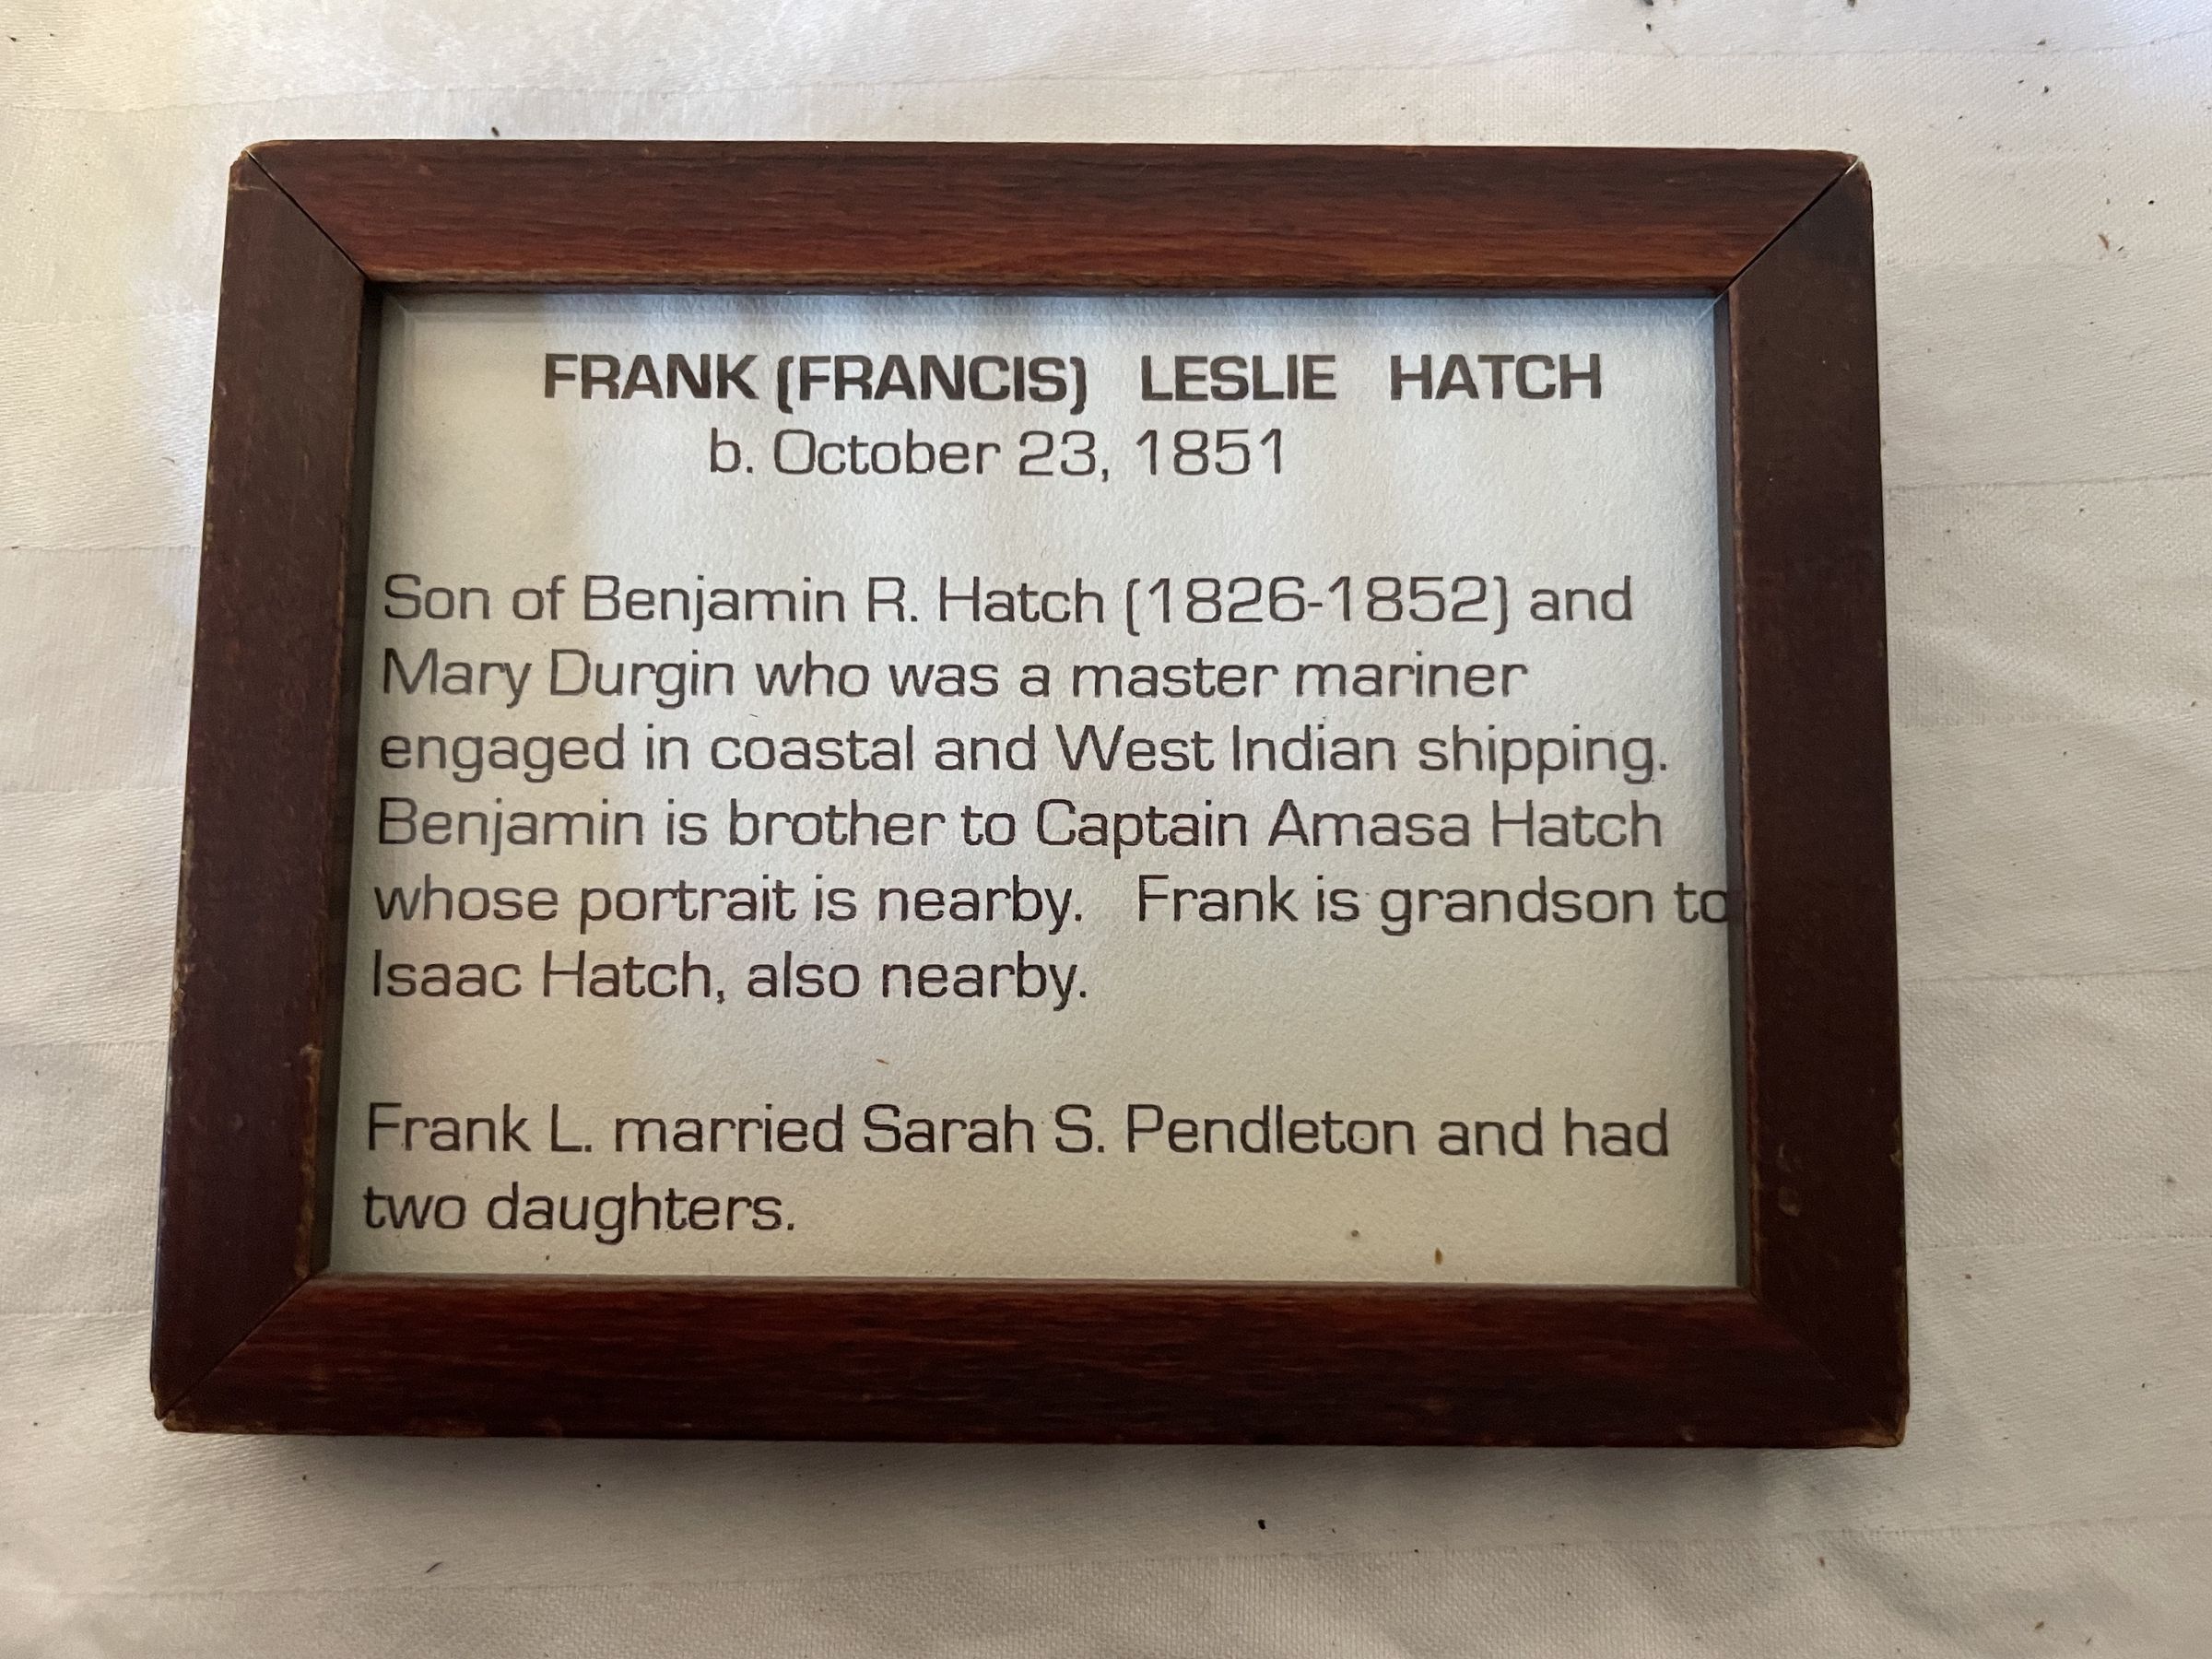 FRANK (FRANCIS) LESLIE HATCH
b. October 23, 1851
Son of Benjamin R. Hatch (1826-1852) and
Mary Durgin who was a master mariner
engaged in coastal and West Indian shipping.
Benjamin is brother to Captain Amasa Hatch
whose portrait is nearby. Frank is grandson to
Isaac Hatch, also nearby.
Frank L. married Sarah S. Pendleton and had
two daughters.